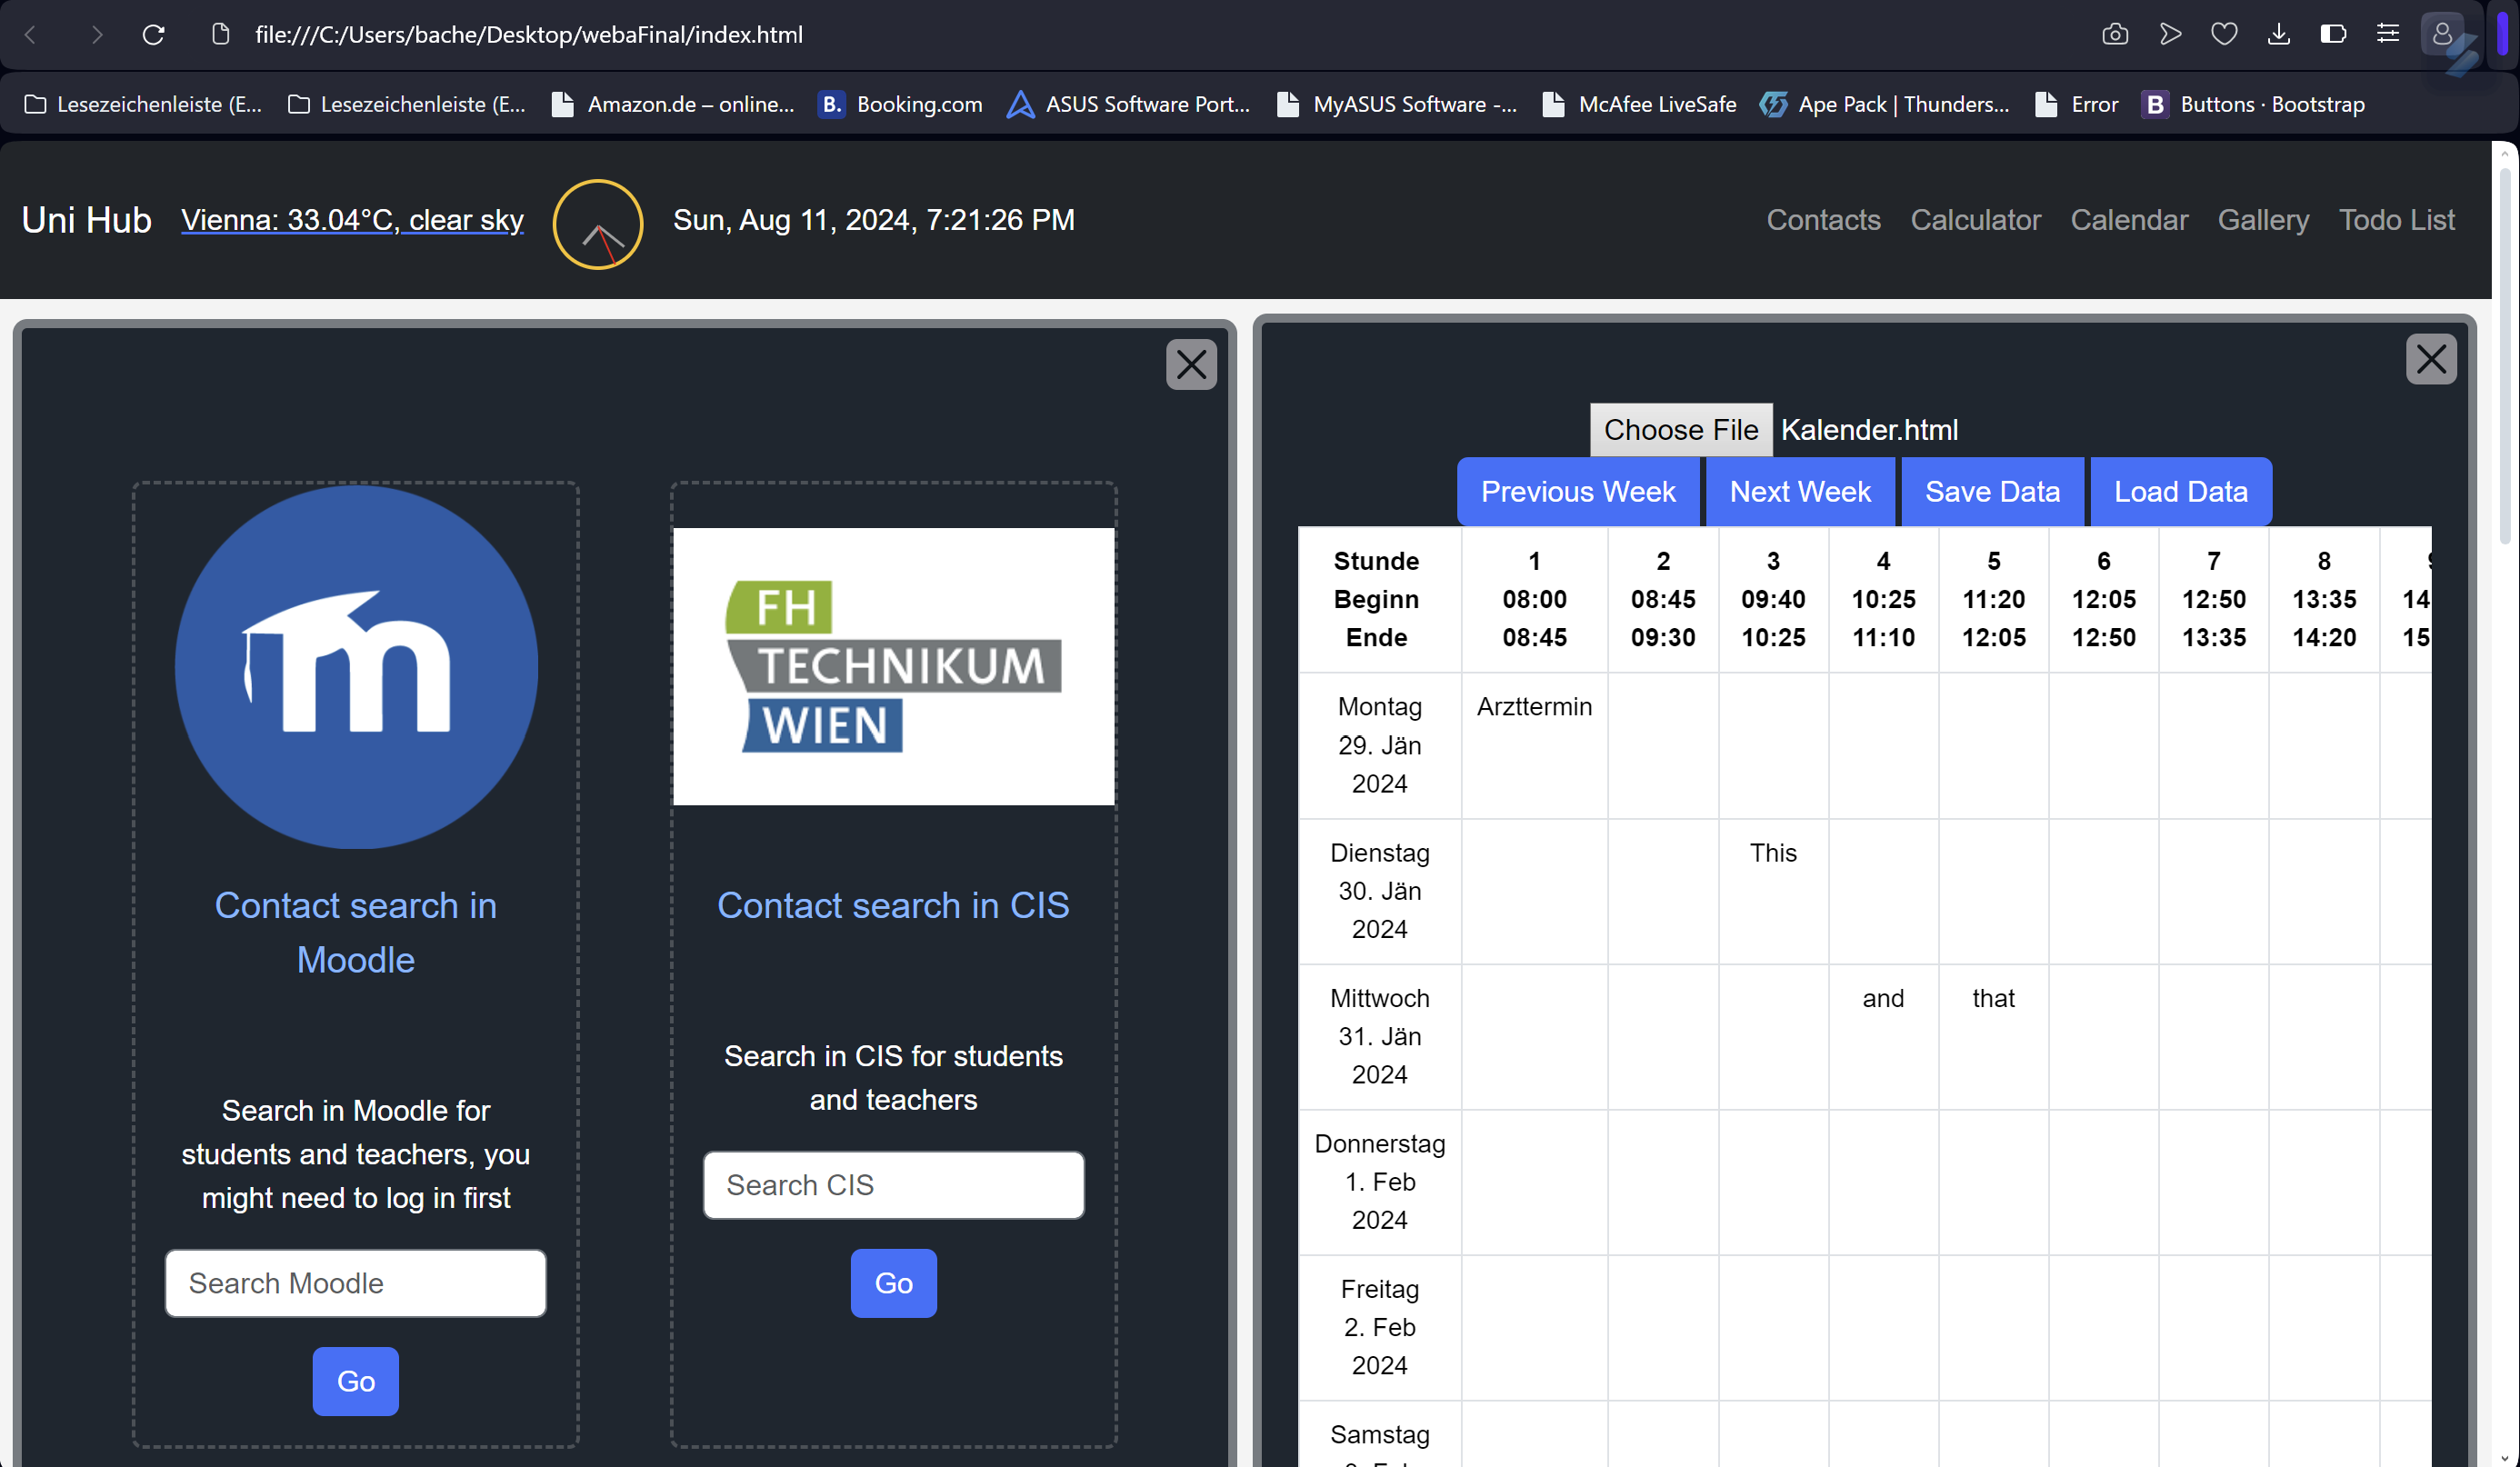 file:///C:/Users/bache/Desktop/webaFinal/index.html
Lesezeichenleiste (E... Lesezeichenleiste (E... Amazon.de – online... B. Booking.com ASUS Software Port... MyASUS Software -... McAfee LiveSafe Ape Pack | Thunders... Error B Buttons · Bootstrap
Uni Hub Vienna: 33.04°C, clear sky Sun, Aug 11, 2024, 7:21:26 PM Contacts Calculator Calendar Gallery Todo List
m
Contact search in
Moodle
Search in Moodle for
students and teachers, you
might need to log in first
Search Moodle
Go
FH
TECHNIKUM
WIEN
Contact search in CIS
Search in CIS for students
and teachers
Search CIS
Go
Choose File Kalender.html
Previous Week Next Week Save Data Load Data
Stunde 1 2 3 4 5 6 7 8
Beginn 08:00 08:45 09:40 10:25 11:20 12:05 12:50 13:35 14
Ende 08:45 09:30 10:25 11:10 12:05 12:50 13:35 14:20 15
Montag Arzttermin
29. Jän
2024
Dienstag This
30. Jän
2024
Mittwoch and that
31. Jän
2024
Donnerstag
1. Feb
2024
Freitag
2. Feb
2024
Samstag